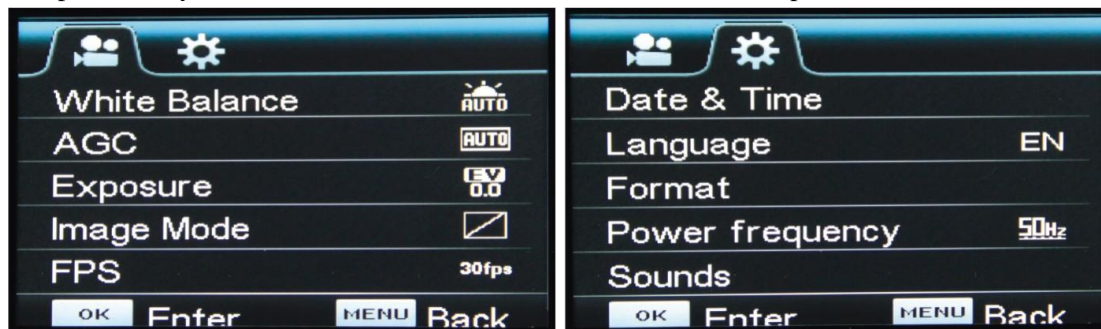 White Balance AUTO
AGC AUTO
Exposure EV 0.0
Image Mode
FPS 30fps
OK Enter MENU Back
Date & Time
Language EN
Format
Power frequency 50Hz
Sounds
OK Enter MENU Back